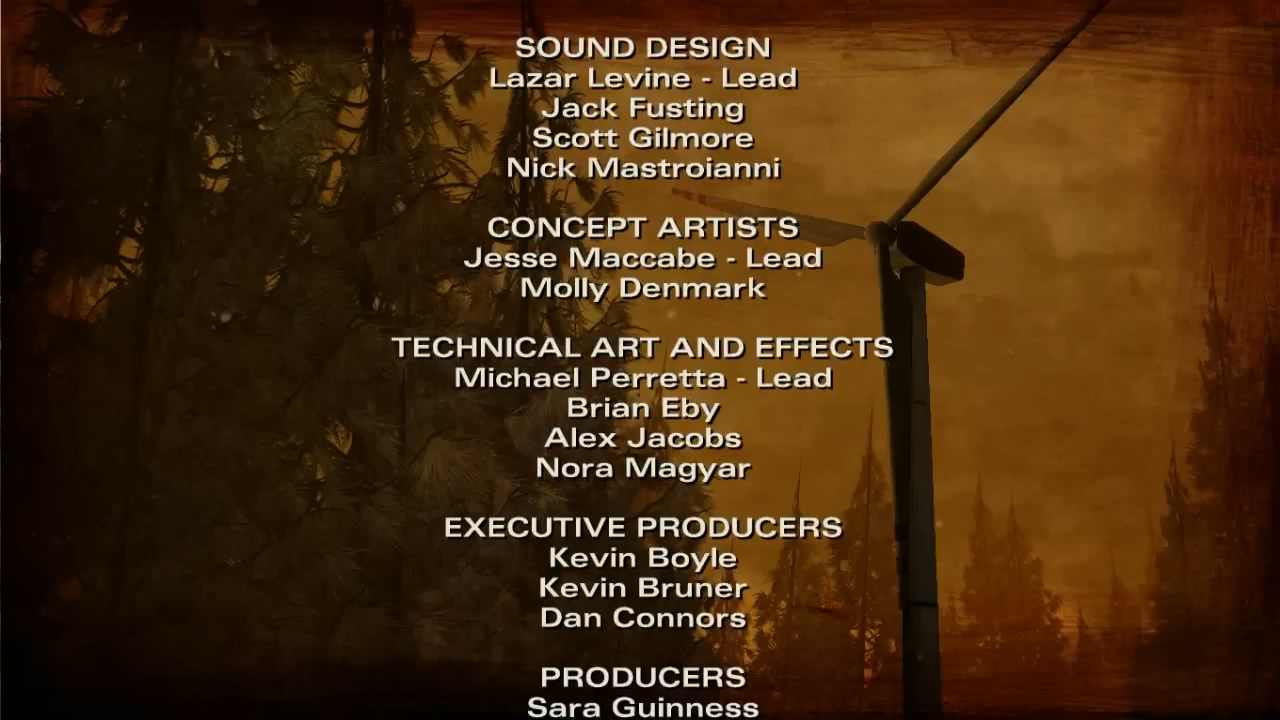 SOUND DESIGN
Lazar Levine - Lead
Jack Fusting
Scott Gilmore
Nick Mastroianni
CONCEPT ARTISTS
Jesse Maccabe - Lead
Molly Denmark
TECHNICAL ART AND EFFECTS
Michael Perretta - Lead
Brian Eby
Alex Jacobs
Nora Magyar
EXECUTIVE PRODUCERS
Kevin Boyle
Kevin Bruner
Dan Connors
PRODUCERS
Sara Guinness